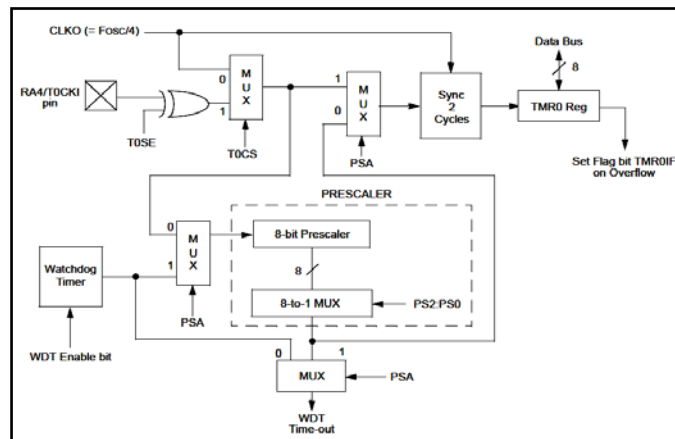 CLKO (= Fosc/4)
Data Bus
8
0
M
U
X
1
RA4/T0CKI
pin
T0SE
T0CS
1
M
U
X
0
PSA
Sync
2
Cycles
TMR0 Reg
Set Flag bit TMR0IF
on Overflow
PRESCALER
0
M
U
X
1
8-bit Prescaler
8
8-to-1 MUX
PS2:PS0
Watchdog
Timer
PSA
WDT Enable bit
0
1
MUX
PSA
WDT
Time-out